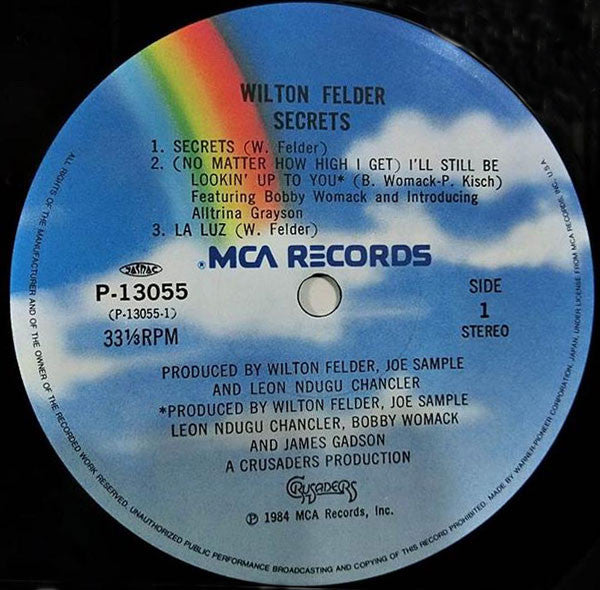 WILTON FELDER
SECRETS
1. SECRETS (W. Felder)
2. (NO MATTER HOW HIGH I GET) I'LL STILL BE
LOOKIN' UP TO YOU* (B. Womack-P. Kisch)
Featuring Bobby Womack and Introducing
Alltrina Grayson
3. LA LUZ (W. Felder)
® MCA RECORDS
JASRAC
P-13055
(P-13055-1)
33⅓RPM
SIDE
1
STEREO
PRODUCED BY WILTON FELDER, JOE SAMPLE
AND LEON NDUGU CHANCLER
*PRODUCED BY WILTON FELDER, JOE SAMPLE
LEON NDUGU CHANCLER, BOBBY WOMACK
AND JAMES GADSON
A CRUSADERS PRODUCTION
CRUSADERS
Ⓟ 1984 MCA Records, Inc.
ALL RIGHTS OF THE MANUFACTURER AND OF THE OWNER OF THE RECORDED WORK RESERVED. UNAUTHORIZED PUBLIC PERFORMANCE BROADCASTING AND COPYING OF THIS RECORD PROHIBITED. MADE BY WARNER-PIONEER CORPORATION, JAPAN, UNDER LICENSE FROM MCA RECORDS, INC., U.S.A.